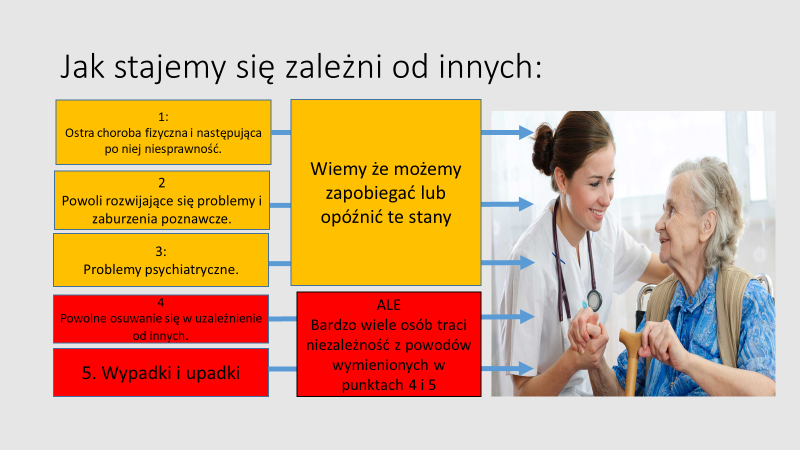 Jak stajemy się zależni od innych:
1:
Ostra choroba fizyczna i następująca
po niej niesprawność.
2
Powoli rozwijające się problemy i
zaburzenia poznawcze.
3:
Problemy psychiatryczne.
4
Powolne osuwanie się w uzależnienie
od innych.
5. Wypadki i upadki
Wiemy że możemy
zapobiegać lub
opóźnić te stany
ALE
Bardzo wiele osób traci
niezależność z powodów
wymienionych w
punktach 4 i 5